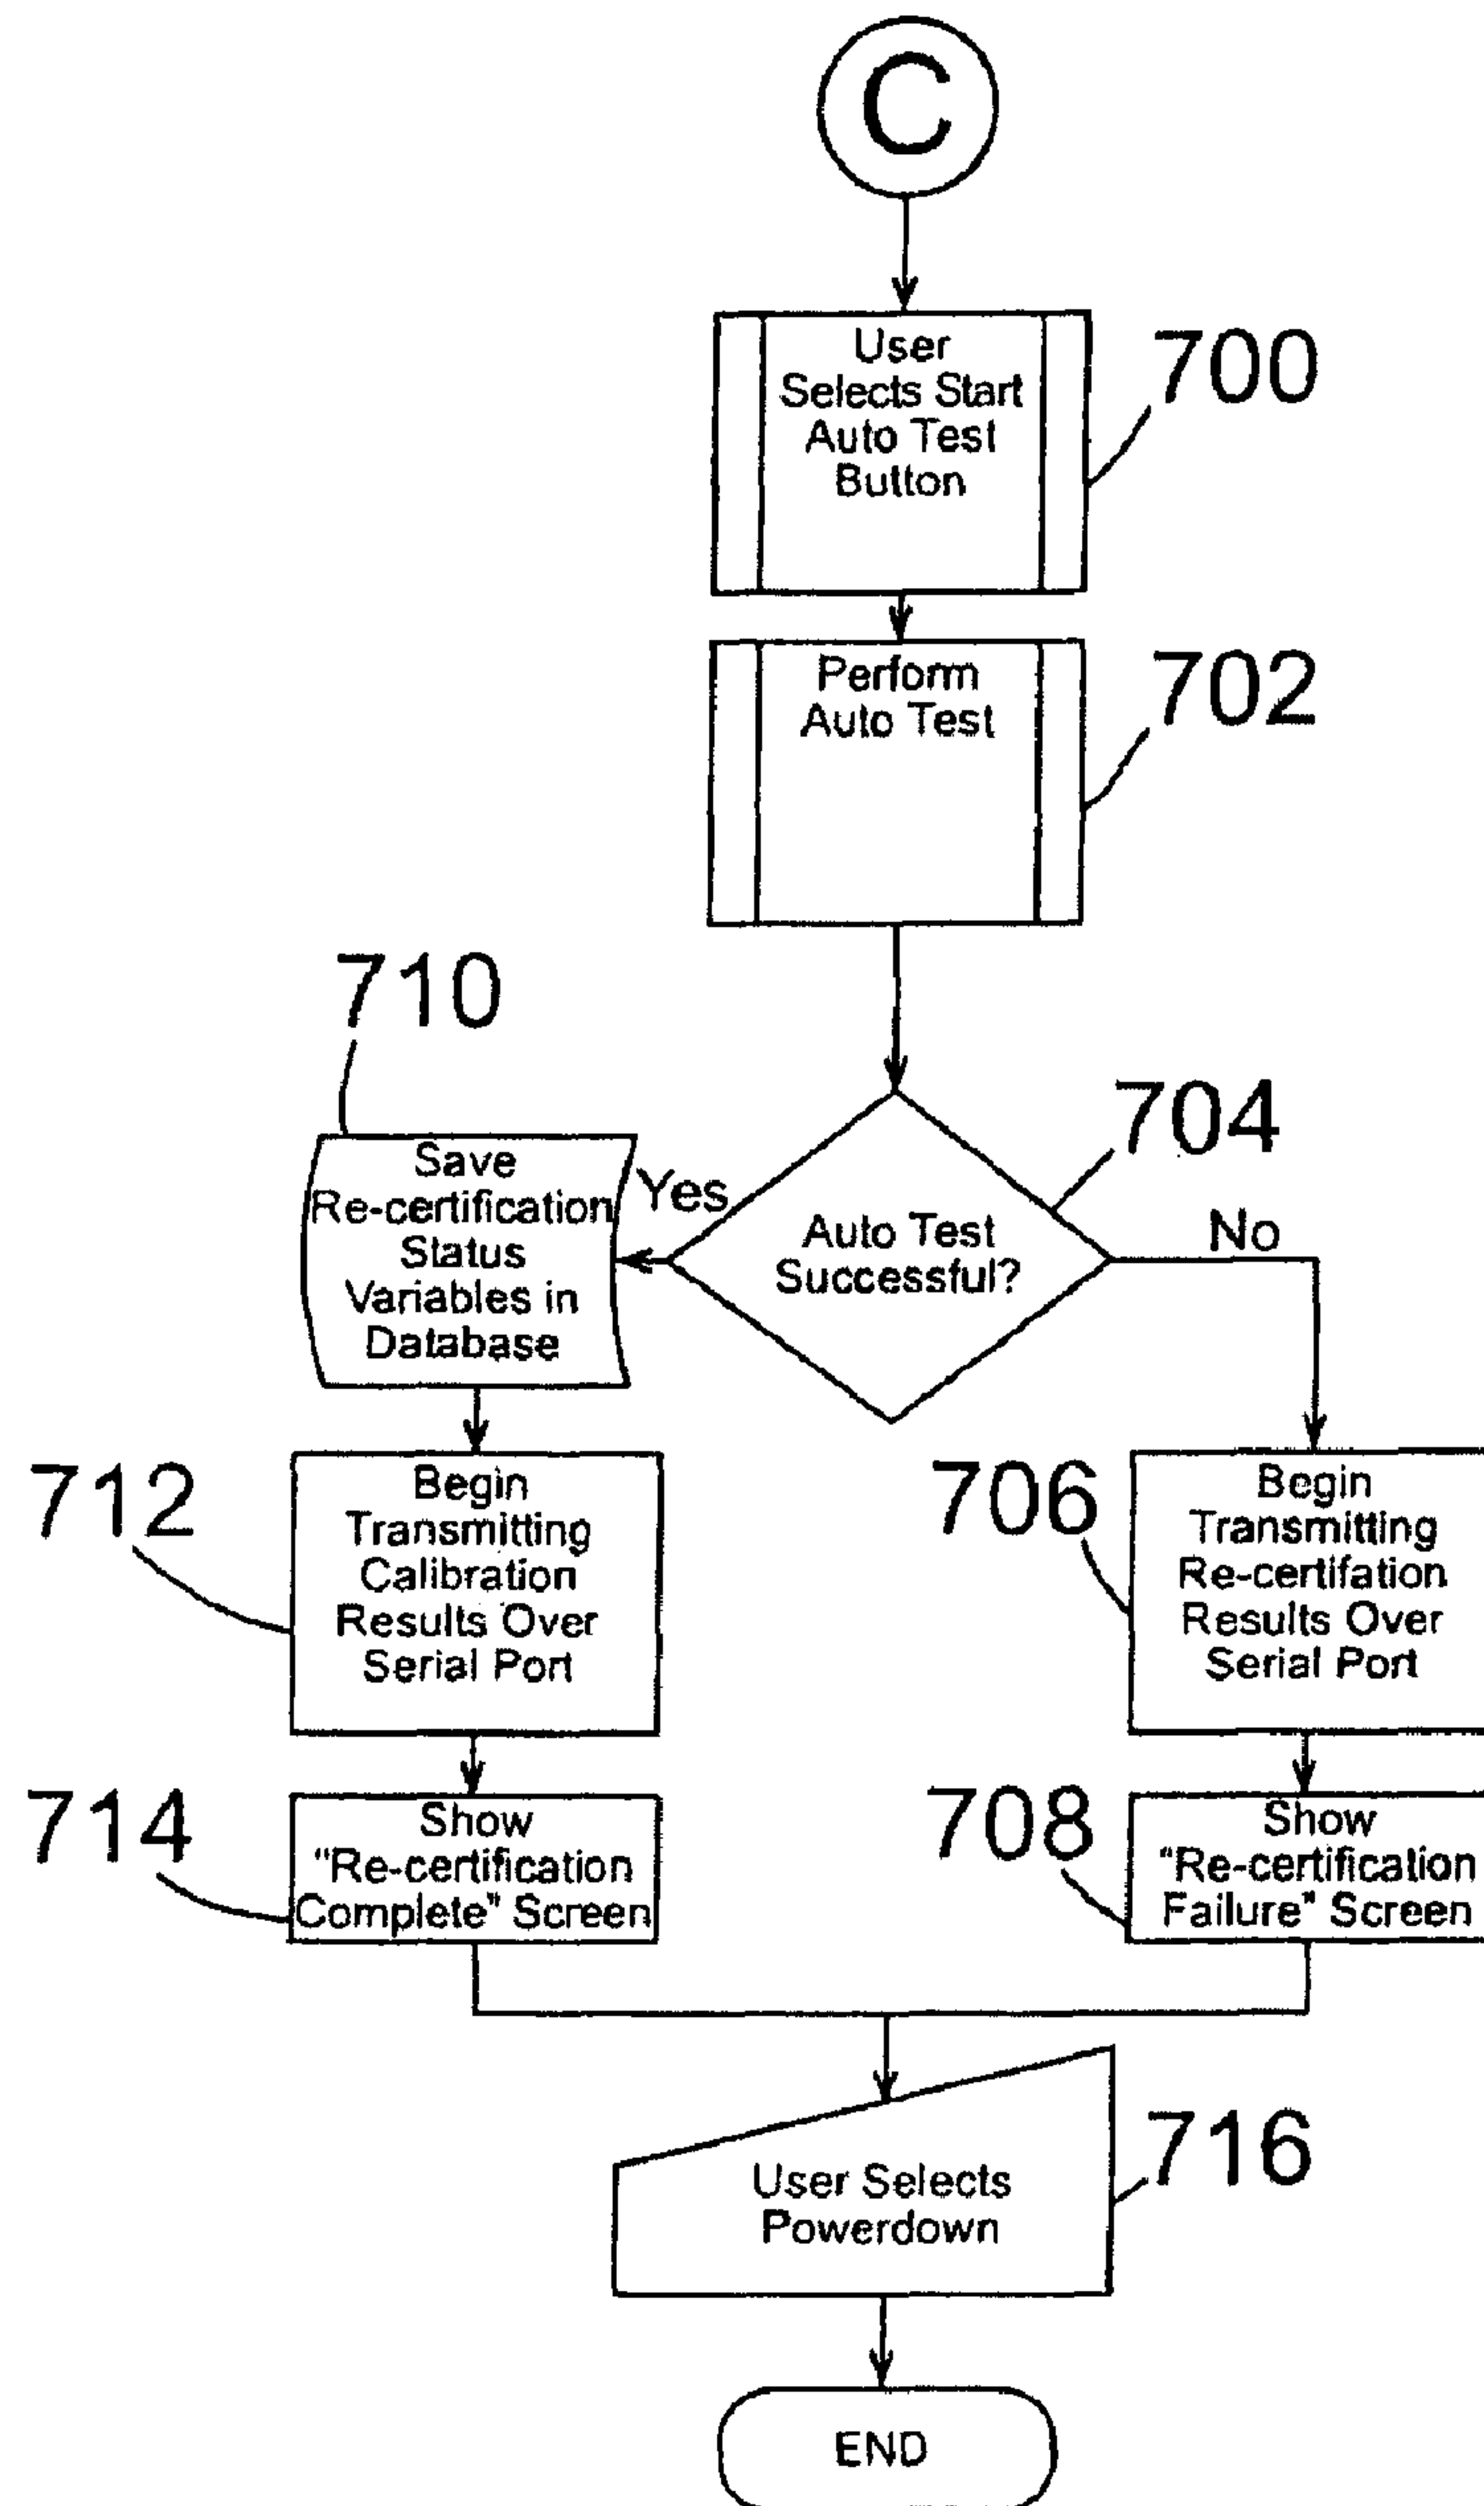 C
User
Selects Start
Auto Test
Button
700
Perform
Auto Test
702
710
704
Save
Re-certification
Status
Variables in
Database
Yes
Auto Test
Successful?
No
712
Begin
Transmitting
Calibration
Results Over
Serial Port
706
Begin
Transmitting
Re-certifation
Results Over
Serial Port
714
Show
"Re-certification
Complete" Screen
708
Show
"Re-certification
Failure" Screen
User Selects
Powerdown
716
END